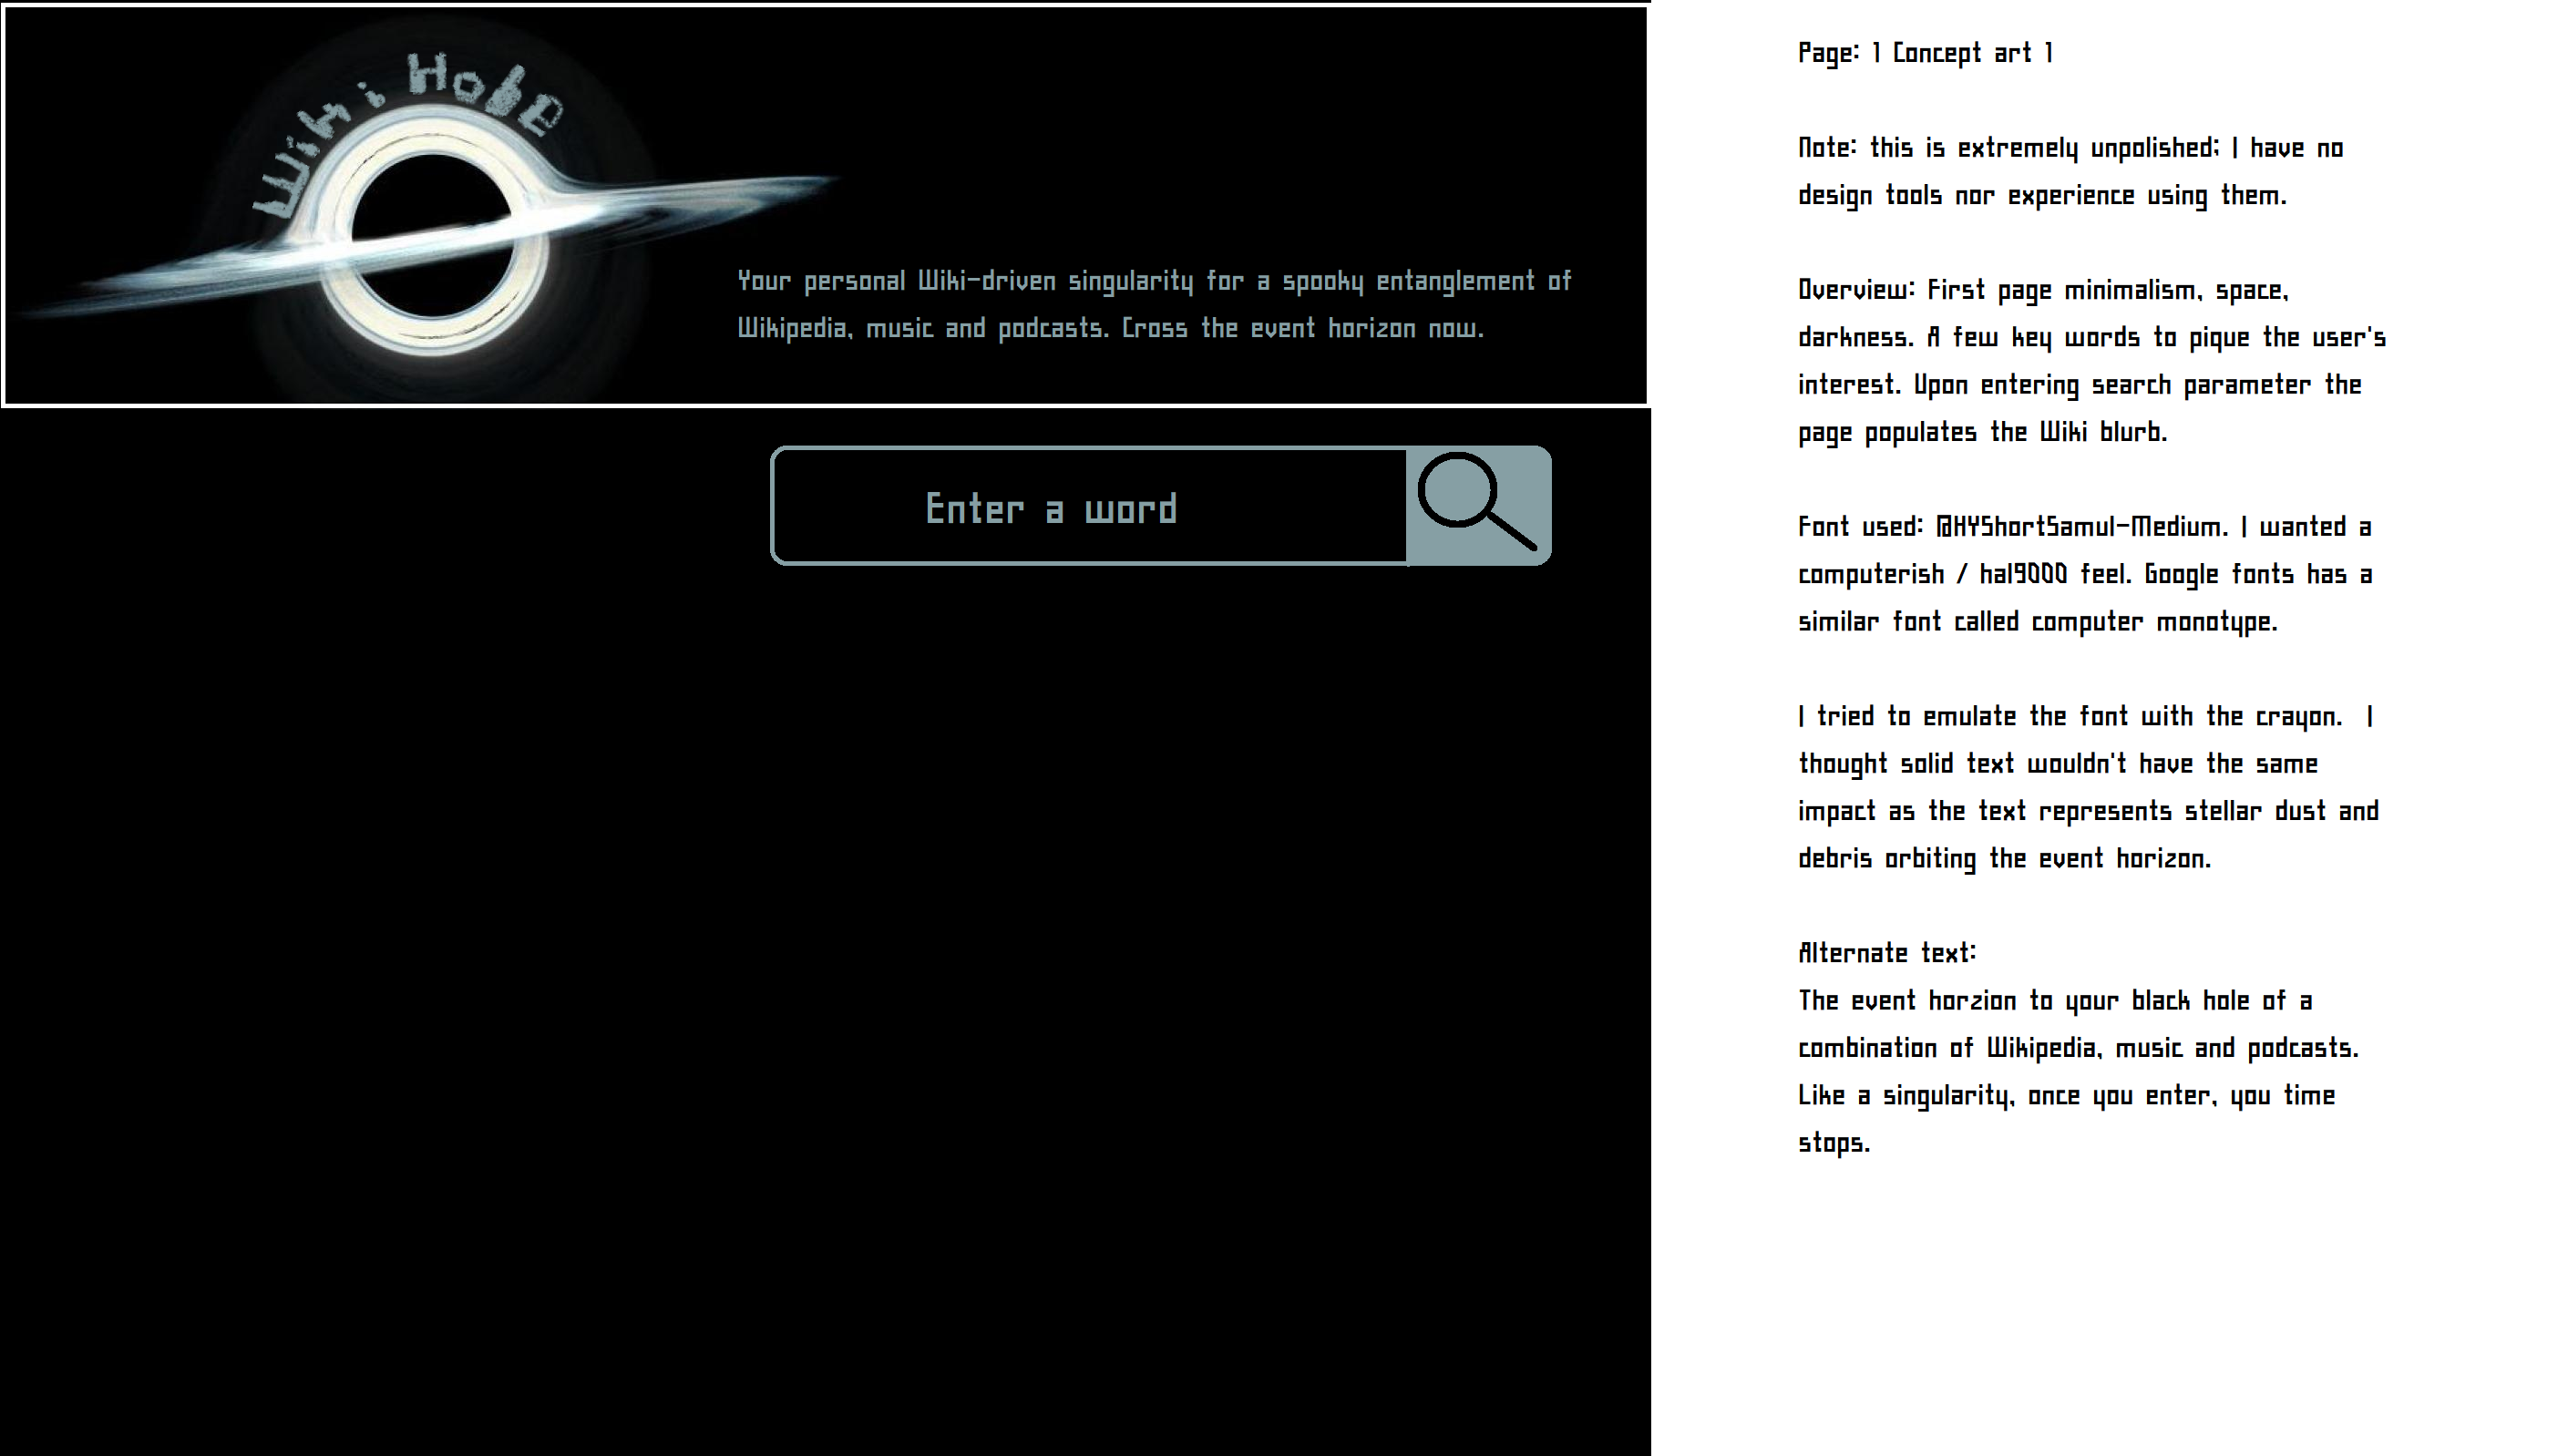 Wiki Hole
Your personal Wiki-driven singularity for a spooky entanglement of
Wikipedia, music and podcasts. Cross the event horizon now.
Enter a word
Page: 1 Concept art 1
Note: this is extremely unpolished; I have no
design tools nor experience using them.
Overview: First page minimalism, space,
darkness. A few key words to pique the user's
interest. Upon entering search parameter the
page populates the Wiki blurb.
Font used: @HYShortSamul-Medium. I wanted a
computerish / hal9000 feel. Google fonts has a
similar font called computer monotype.
I tried to emulate the font with the crayon.  I
thought solid text wouldn't have the same
impact as the text represents stellar dust and
debris orbiting the event horizon.
Alternate text:
The event horzion to your black hole of a
combination of Wikipedia, music and podcasts.
Like a singularity, once you enter, you time
stops.